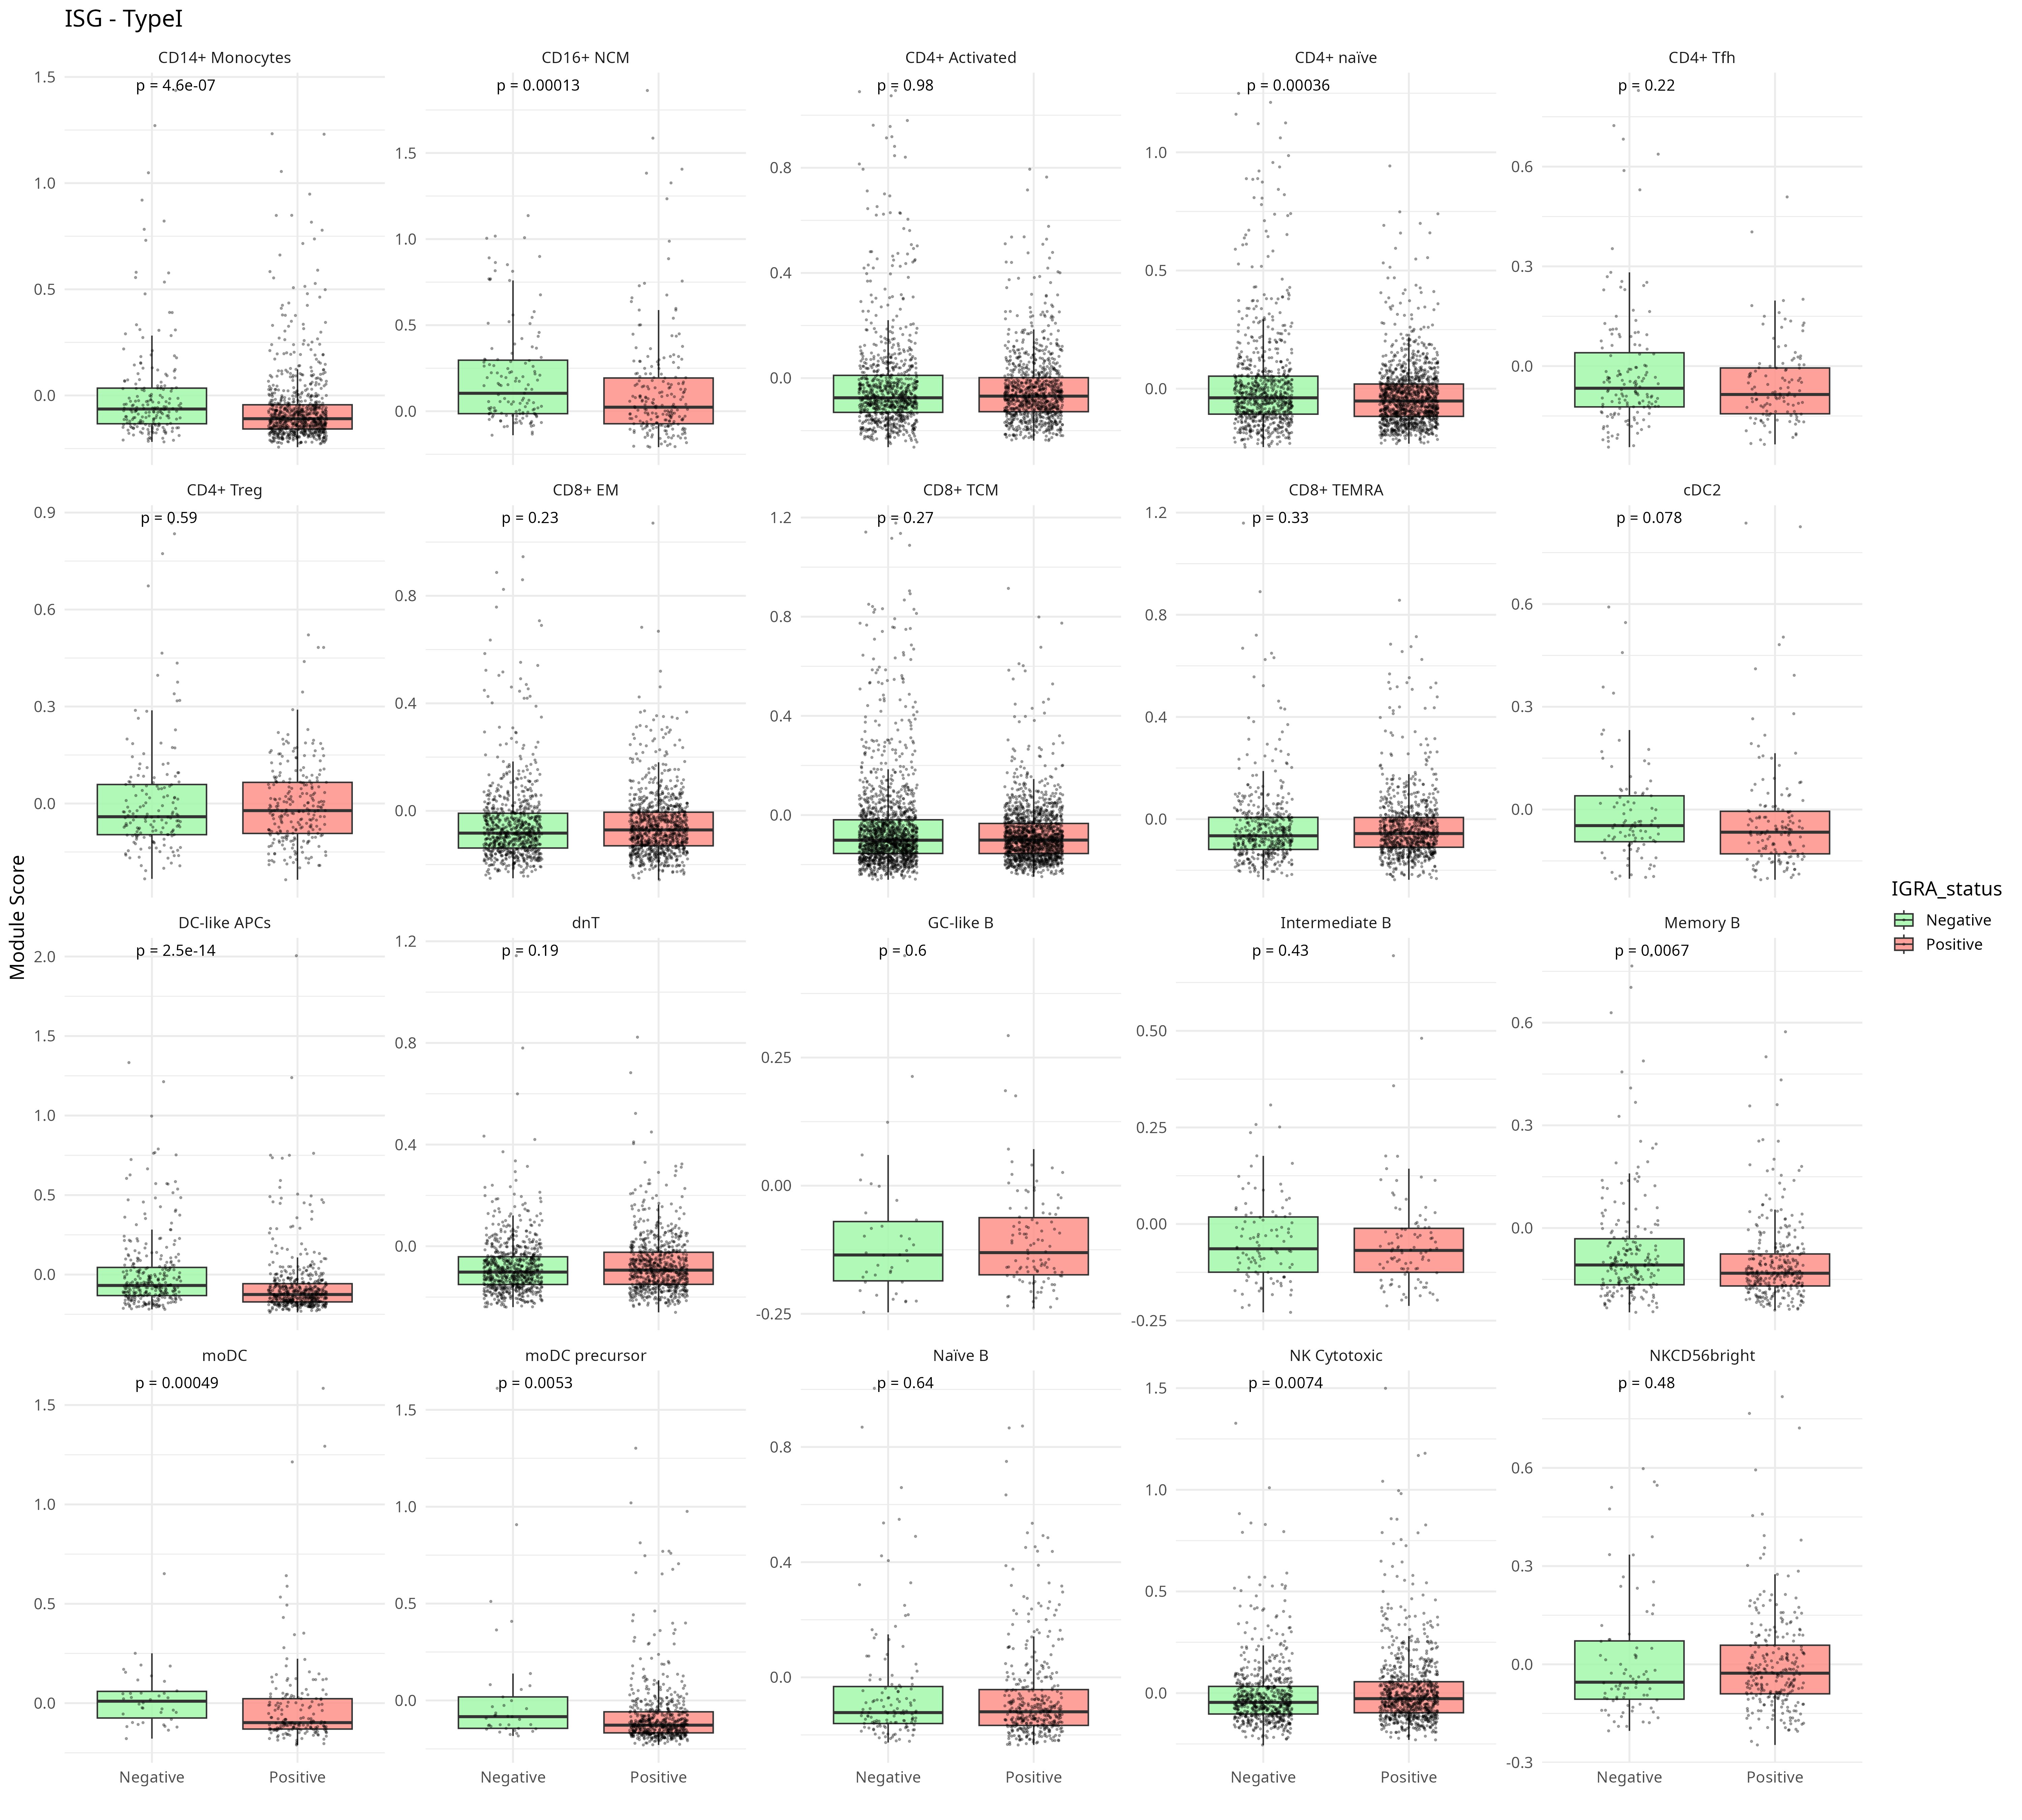 ISG - TypeI
CD14+ Monocytes
CD16+ NCM
CD4+ Activated
CD4+ naïve
CD4+ Tfh
p = 4.6e-07
p = 0.00013
p = 0.98
p = 0.00036
p = 0.22
1.5
1.0
0.5
0.0
1.5
1.0
0.5
0.0
0.8
0.4
0.0
1.0
0.5
0.0
0.6
0.3
0.0
CD4+ Treg
CD8+ EM
CD8+ TCM
CD8+ TEMRA
cDC2
p = 0.59
p = 0.23
p = 0.27
p = 0.33
p = 0.078
0.9
0.6
0.3
0.0
0.8
0.4
0.0
1.2
0.8
0.4
0.0
1.2
0.8
0.4
0.0
0.6
0.3
0.0
DC-like APCs
dnT
GC-like B
Intermediate B
Memory B
p = 2.5e-14
p = 0.19
p = 0.6
p = 0.43
p = 0.0067
2.0
1.5
1.0
0.5
0.0
1.2
0.8
0.4
0.0
0.25
0.00
-0.25
0.50
0.25
0.00
-0.25
0.6
0.3
0.0
moDC
moDC precursor
Naïve B
NK Cytotoxic
NKCD56bright
p = 0.00049
p = 0.0053
p = 0.64
p = 0.0074
p = 0.48
1.5
1.0
0.5
0.0
1.5
1.0
0.5
0.0
0.8
0.4
0.0
1.5
1.0
0.5
0.0
0.6
0.3
0.0
-0.3
Negative
Positive
Negative
Positive
Negative
Positive
Negative
Positive
Negative
Positive
Module Score
IGRA_status
Negative
Positive